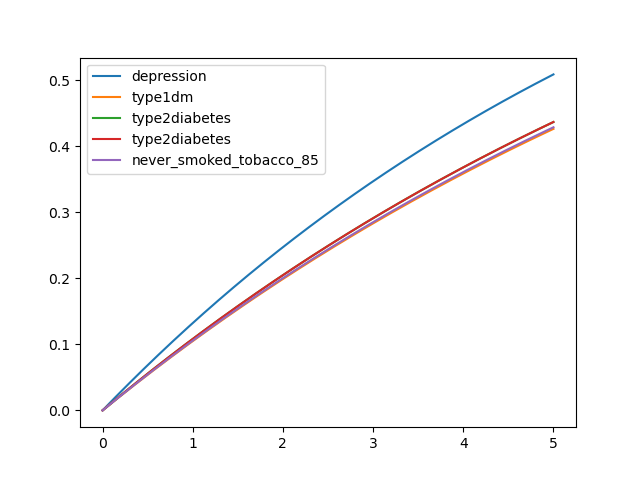 depression
type1dm
type2diabetes
type2diabetes
never_smoked_tobacco_85
0.5
0.4
0.3
0.2
0.1
0.0
0 1 2 3 4 5